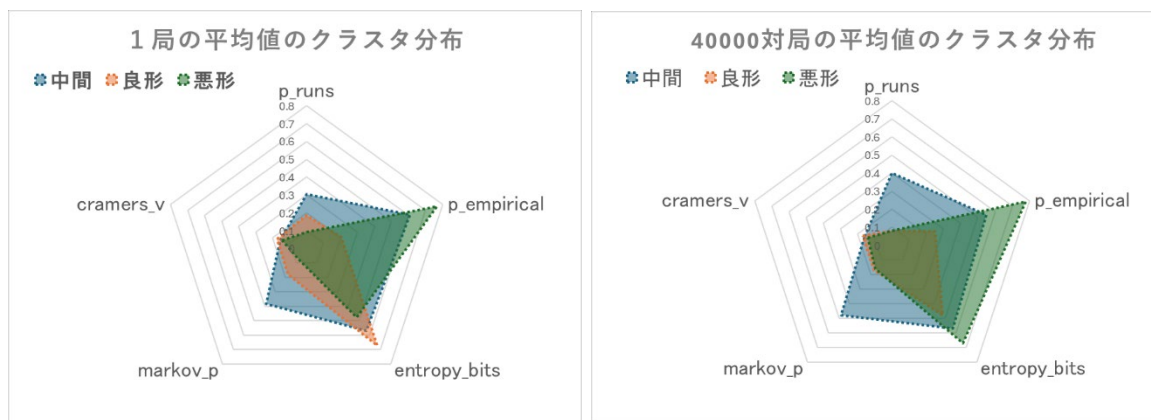 １局の平均値のクラスタ分布
中間 良形 悪形
p_runs
0.8
0.7
0.6
0.5
0.4
0.3
0.2
0.1
0
cramers_v
p_empirical
markov_p
entropy_bits
40000対局の平均値のクラスタ分布
中間 良形 悪形
p_runs
0.8
0.7
0.6
0.5
0.4
0.3
0.2
0.1
0
cramers_v
p_empirical
markov_p
entropy_bits